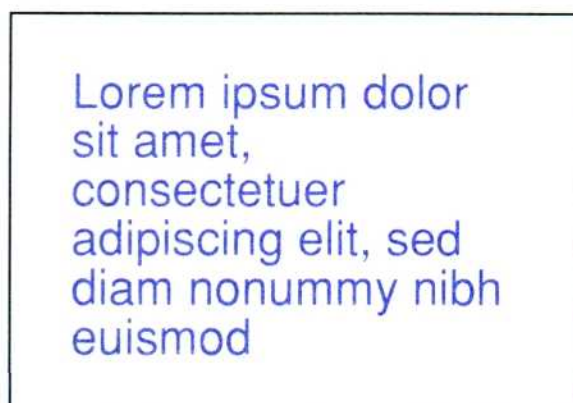 Lorem ipsum dolor
sit amet,
consectetuer
adipiscing elit, sed
diam nonummy nibh
euismod